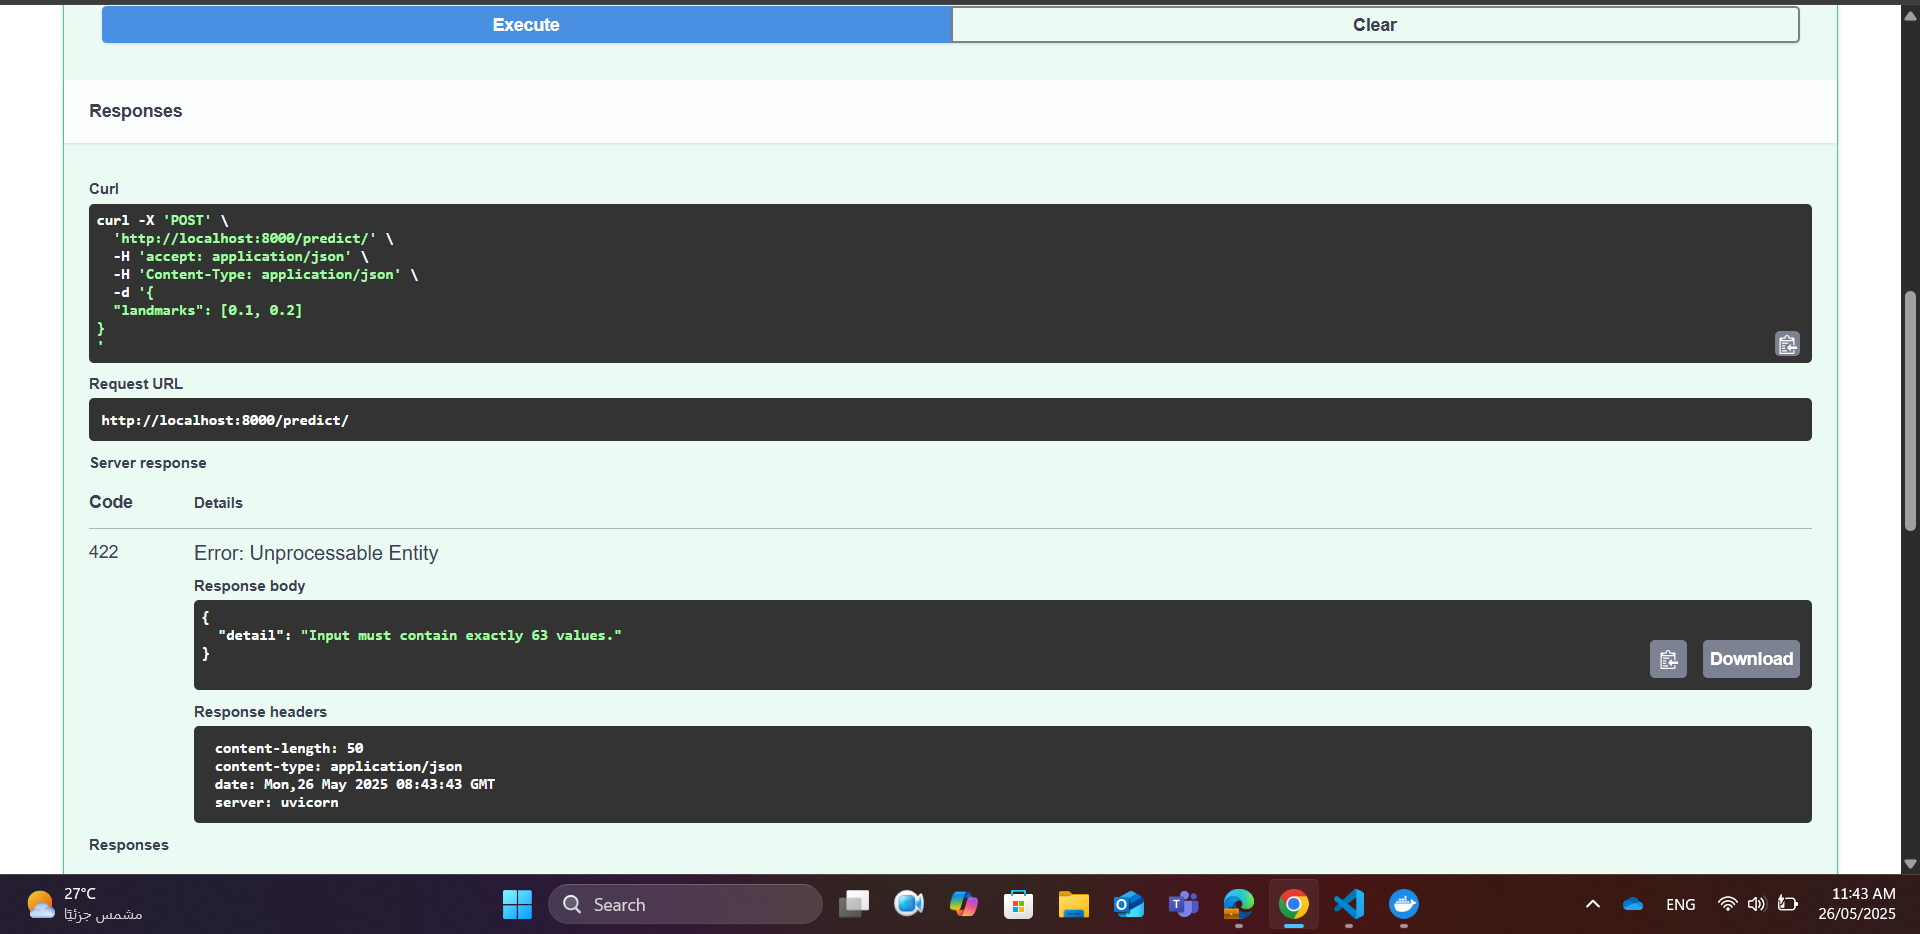 Execute
Clear
Responses
Curl
curl -X 'POST' \
  'http://localhost:8000/predict/' \
  -H 'accept: application/json' \
  -H 'Content-Type: application/json' \
  -d '{
  "landmarks": [0.1, 0.2]
}
'
Request URL
http://localhost:8000/predict/
Server response
Code Details
422 Error: Unprocessable Entity
Response body
{
  "detail": "Input must contain exactly 63 values."
}
Download
Response headers
content-length: 50
content-type: application/json
date: Mon,26 May 2025 08:43:43 GMT
server: uvicorn
Responses
27°C
مشمس جزئيًا
Search
ENG
11:43 AM
26/05/2025